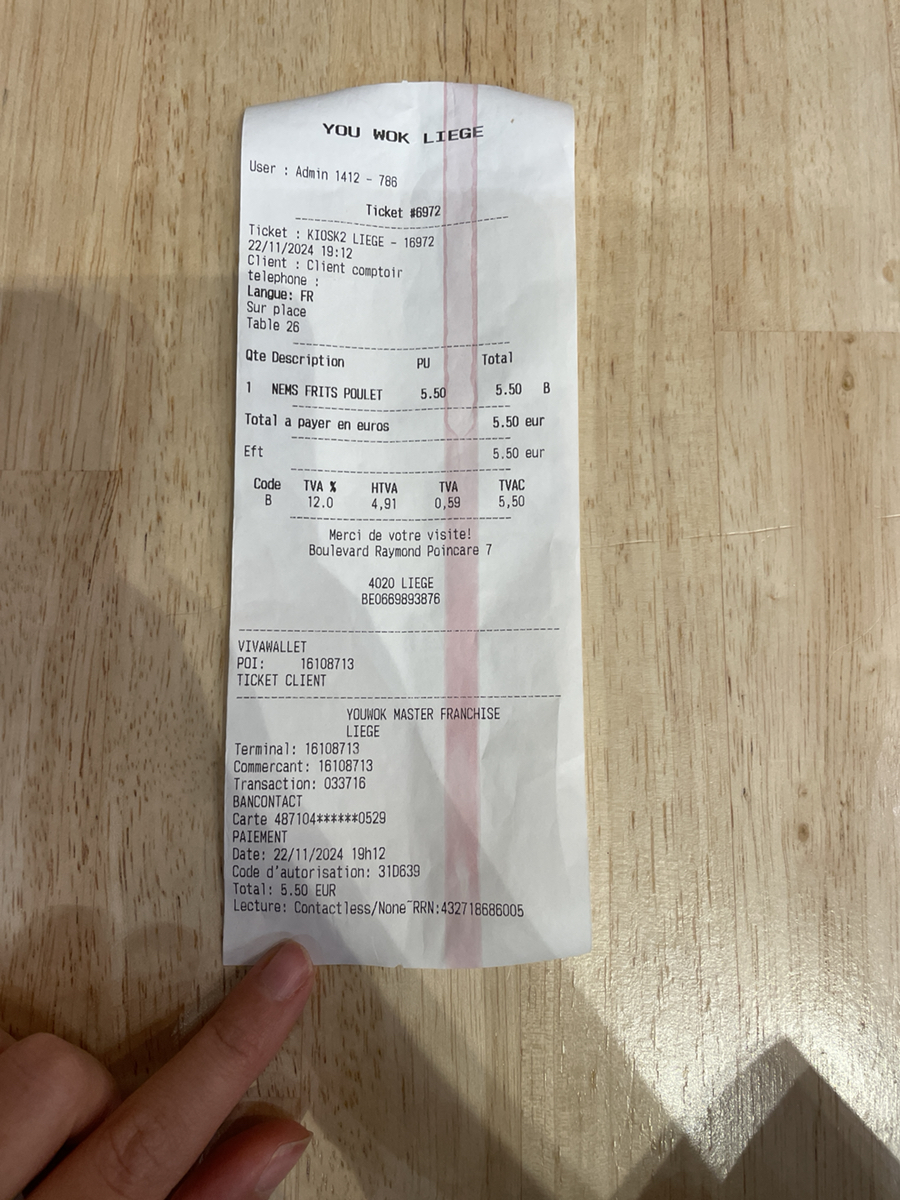 YOU WOK LIEGE
User : Admin 1412 - 786
Ticket #6972
Ticket : KIOSK2 LIEGE - 16972
22/11/2024 19:12
Client : Client comptoir
telephone :
Langue: FR
Sur place
Table 26
Qte Description PU Total
1 NEMS FRITS POULET 5.50 5.50 B
Total a payer en euros 5.50 eur
Eft 5.50 eur
Code TVA % HTVA TVA TVAC
B 12.0 4,91 0,59 5,50
Merci de votre visite!
Boulevard Raymond Poincare 7
4020 LIEGE
BE0669893876
VIVAWALLET
POI: 16108713
TICKET CLIENT
YOUWOK MASTER FRANCHISE
LIEGE
Terminal: 16108713
Commercant: 16108713
Transaction: 033716
BANCONTACT
Carte 487104******0529
PAIEMENT
Date: 22/11/2024 19h12
Code d'autorisation: 31D639
Total: 5.50 EUR
Lecture: Contactless/None~RRN:432718686005